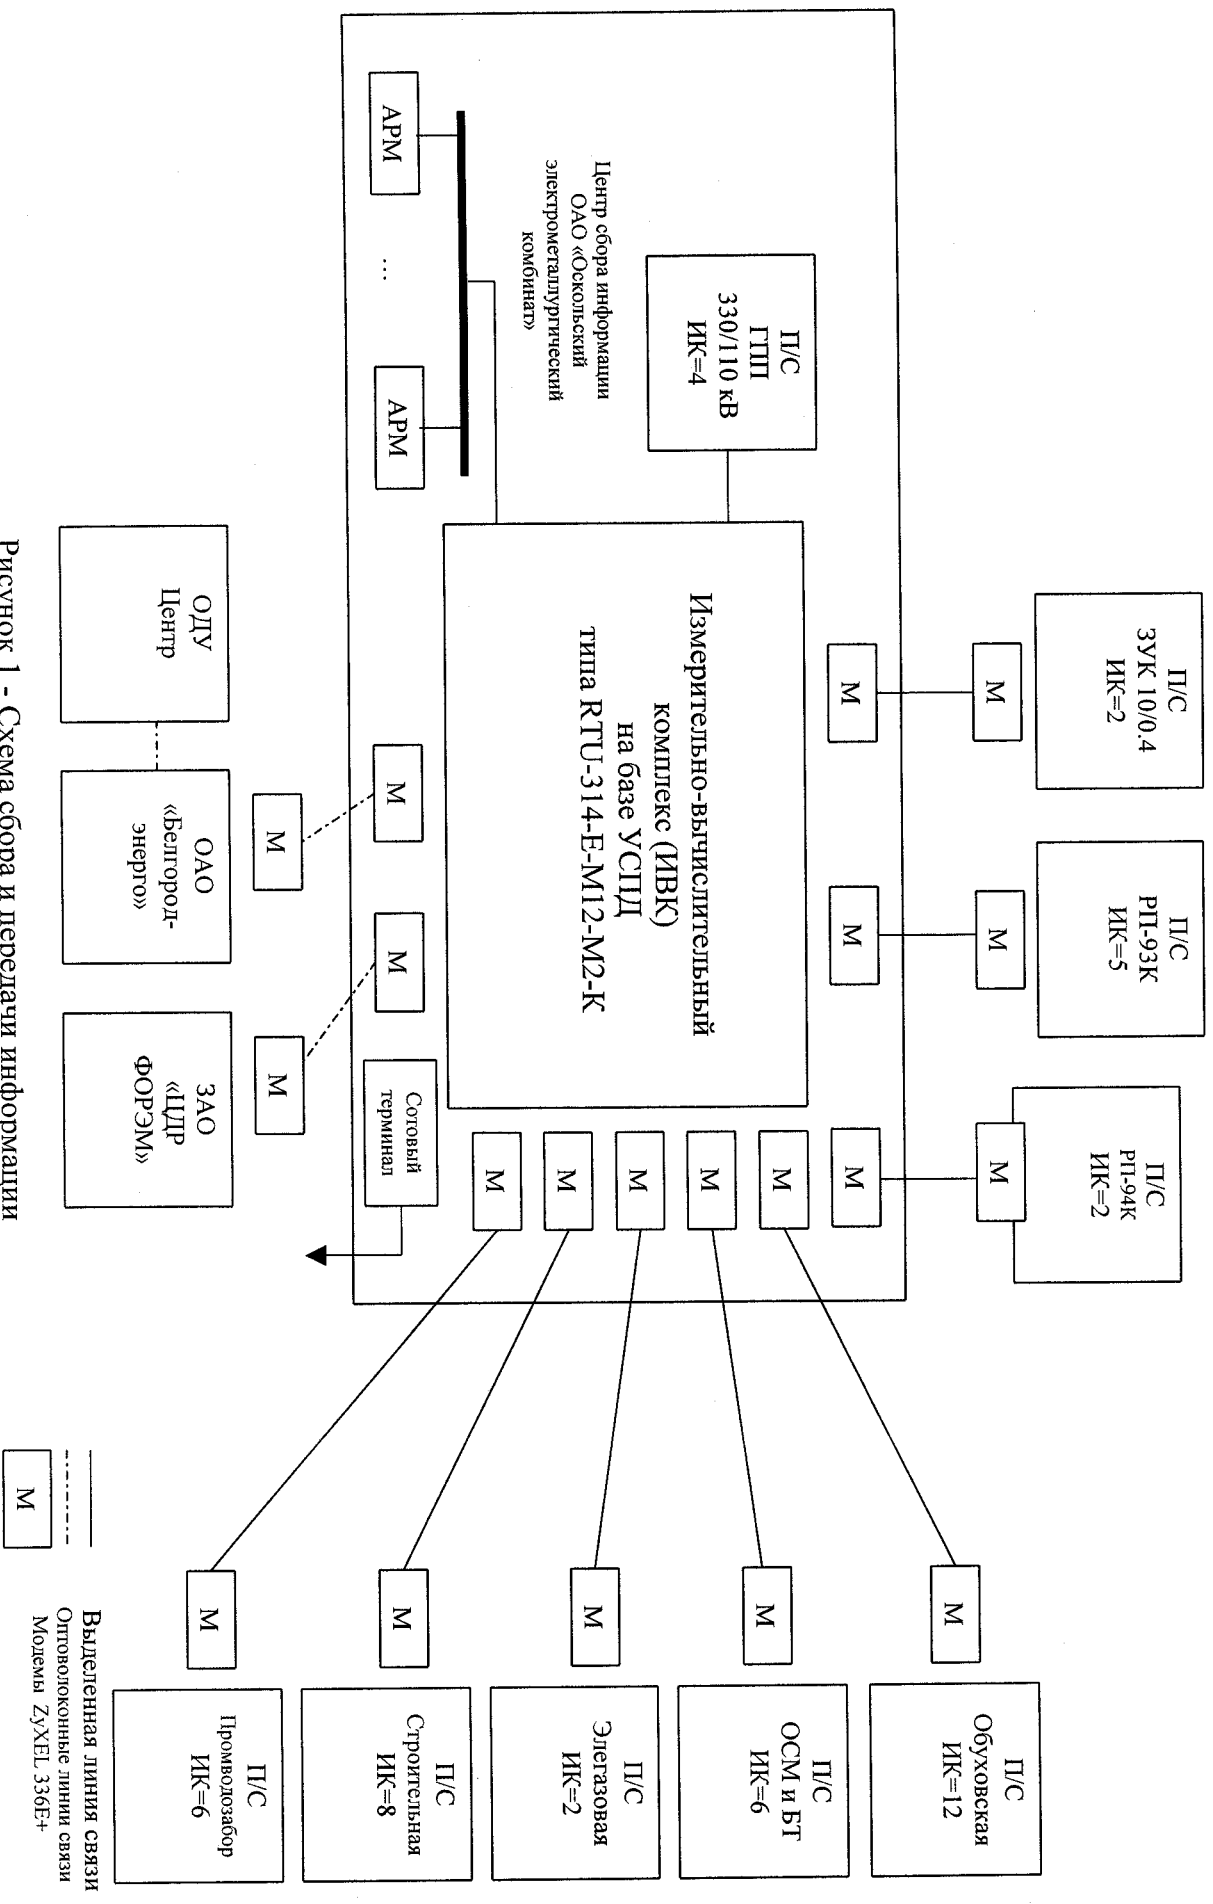 П/С
ЗУК 10/0.4
ИК=2
П/С
РП-93К
ИК=5
П/С
РП-94К
ИК=2
М
М
М
М
М
М
П/С
ГПП
330/110 кВ
ИК=4
Центр сбора информации
ОАО «Оскольский
электрометаллургический
комбинат»
Измерительно-вычислительный
комплекс (ИВК)
на базе УСПД
типа RTU-314-Е-М12-М2-К
АРМ
...
АРМ
М
М
Сотовый
терминал
М
М
М
М
М
М
М
М
М
М
М
М
П/С
Обуховская
ИК=12
П/С
ОСМ и БТ
ИК=6
П/С
Элегазовая
ИК=2
П/С
Строительная
ИК=8
П/С
Промводозабор
ИК=6
ОДУ
Центр
ОАО
«Белгород-
энерго»
ЗАО
«ЦДР
ФОРЭМ»
Выделенная линия связи
Оптоволоконные линии связи
М
Модемы ZyXEL 336E+
Рисунок 1 - Схема сбора и передачи информации